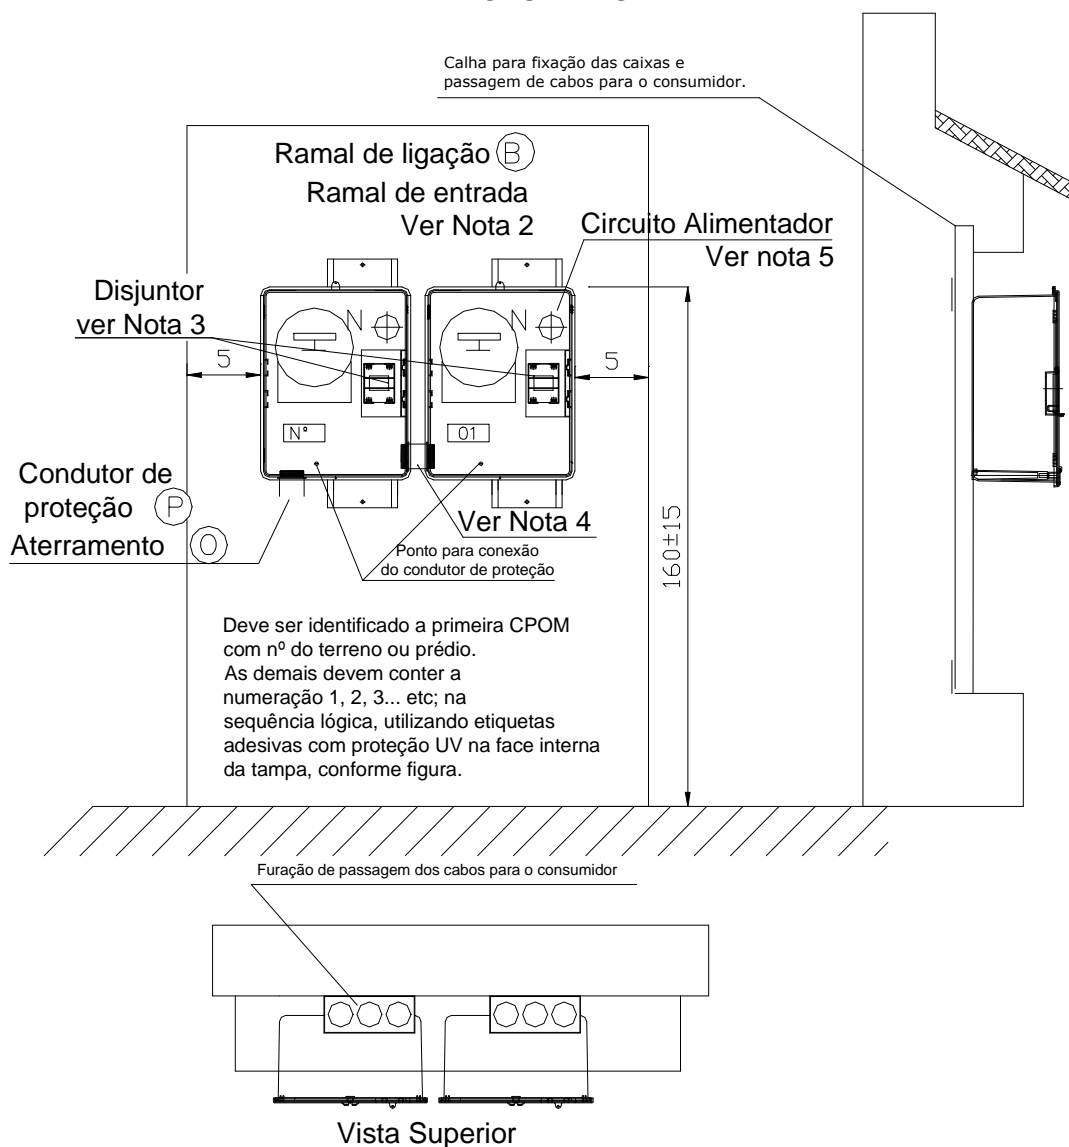 Calha para fixação das caixas e
passagem de cabos para o consumidor.
Ramal de ligação B
Ramal de entrada
Ver Nota 2
Circuito Alimentador
Ver nota 5
Disjuntor
ver Nota 3
N
N
5
5
N°
01
Condutor de
proteção P
Aterramento O
Ver Nota 4
Ponto para conexão
do condutor de proteção
160±15
Deve ser identificado a primeira CPOM
com nº do terreno ou prédio.
As demais devem conter a
numeração 1, 2, 3... etc; na
sequência lógica, utilizando etiquetas
adesivas com proteção UV na face interna
da tampa, conforme figura.
Furação de passagem dos cabos para o consumidor
Vista Superior